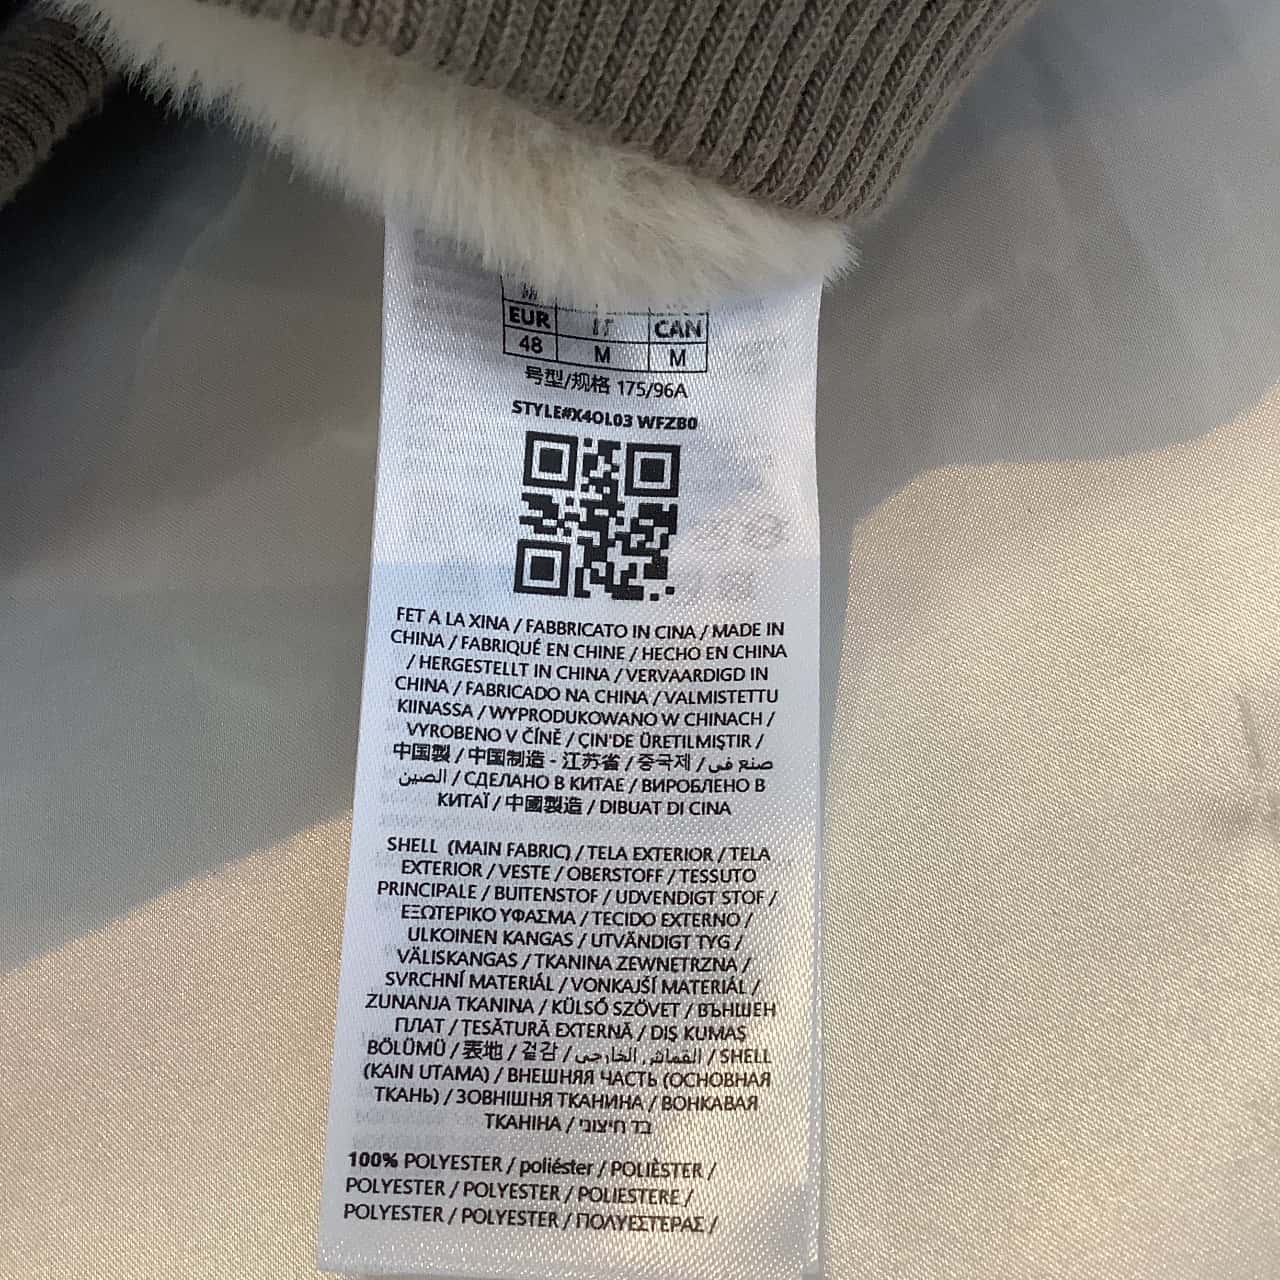 M
EUR IT CAN
48 M M
号型/规格 175/96A
STYLE#X4OL03 WFZB0
FET A LA XINA / FABBRICATO IN CINA / MADE IN
CHINA / FABRIQUÉ EN CHINE / HECHO EN CHINA
/ HERGESTELLT IN CHINA / VERVAARDIGD IN
CHINA / FABRICADO NA CHINA / VALMISTETTU
KIINASSA / WYPRODUKOWANO W CHINACH /
VYROBENO V ČÍNĚ / ÇIN'DE ÜRETILMIŞTIR /
中国製 / 中国制造 - 江苏省 / 중국제 / صنع في
الصين / СДЕЛАНО В КИТАЕ / ВИРОБЛЕНО В
КИТАЇ / 中國製造 / DIBUAT DI CINA
SHELL (MAIN FABRIC) / TELA EXTERIOR / TELA
EXTERIOR / VESTE / OBERSTOFF / TESSUTO
PRINCIPALE / BUITENSTOF / UDVENDIGT STOF /
ΕΞΩΤΕΡΙΚΟ ΥΦΑΣΜΑ / TECIDO EXTERNO /
ULKOINEN KANGAS / UTVÄNDIGT TYG /
VÄLISKANGAS / TKANINA ZEWNETRZNA /
SVRCHNÍ MATERIÁL / VONKAJŠÍ MATERIÁL /
ZUNANJA TKANINA / KÜLSŐ SZÖVET / ВЪНШЕН
ПЛАТ / ȚESĂTURĂ EXTERNĂ / DIŞ KUMAŞ
BÖLÜMÜ / 表地 / 겉감 / القماش الخارجي / SHELL
(KAIN UTAMA) / ВНЕШНЯЯ ЧАСТЬ (ОСНОВНАЯ
ТКАНЬ) / ЗОВНІШНЯ ТКАНИНА / ВОНКАВАЯ
ТКАНІНА / בד חיצוני
100% POLYESTER / poliéster / POLIÈSTER /
POLYESTER / POLYESTER / POLIESTERE /
POLYESTER / POLYESTER / ΠΟΛΥΕΣΤΕΡΑΣ /